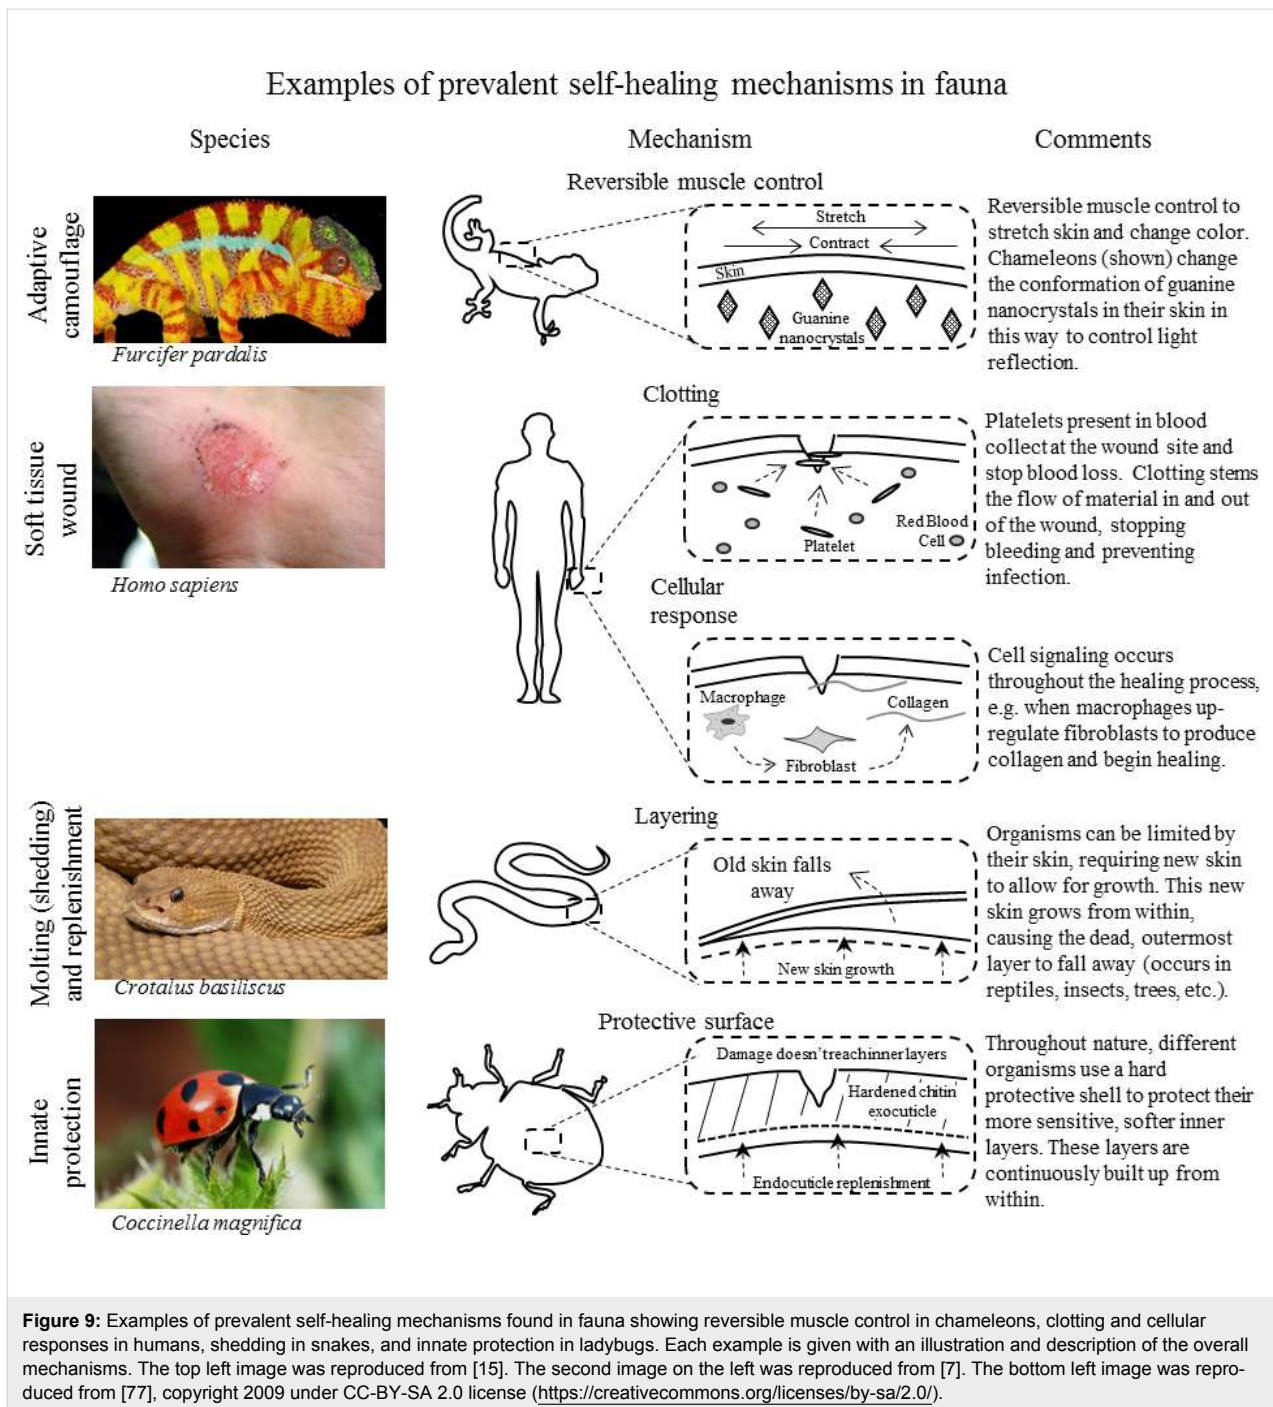 Examples of prevalent self-healing mechanisms in fauna
Species
Mechanism
Comments
Adaptive
camouflage
Furcifer pardalis
Reversible muscle control
Stretch
Contract
Skin
Guanine
nanocrystals
Reversible muscle control to
stretch skin and change color.
Chameleons (shown) change
the conformation of guanine
nanocrystals in their skin in
this way to control light
reflection.
Soft tissue
wound
Homo sapiens
Clotting
Red Blood
Cell
Platelet
Platelets present in blood
collect at the wound site and
stop blood loss. Clotting stems
the flow of material in and out
of the wound, stopping
bleeding and preventing
infection.
Cellular
response
Macrophage
Collagen
Fibroblast
Cell signaling occurs
throughout the healing process,
e.g. when macrophages up-
regulate fibroblasts to produce
collagen and begin healing.
Molting (shedding)
and replenishment
Crotalus basiliscus
Layering
Old skin falls
away
New skin growth
Organisms can be limited by
their skin, requiring new skin
to allow for growth. This new
skin grows from within,
causing the dead, outermost
layer to fall away (occurs in
reptiles, insects, trees, etc.).
Innate
protection
Coccinella magnifica
Protective surface
Damage doesn't reach inner layers
Hardened chitin
exocuticle
Endocuticle replenishment
Throughout nature, different
organisms use a hard
protective shell to protect their
more sensitive, softer inner
layers. These layers are
continuously built up from
within.
Figure 9: Examples of prevalent self-healing mechanisms found in fauna showing reversible muscle control in chameleons, clotting and cellular
responses in humans, shedding in snakes, and innate protection in ladybugs. Each example is given with an illustration and description of the overall
mechanisms. The top left image was reproduced from [15]. The second image on the left was reproduced from [7]. The bottom left image was repro-
duced from [77], copyright 2009 under CC-BY-SA 2.0 license (https://creativecommons.org/licenses/by-sa/2.0/).